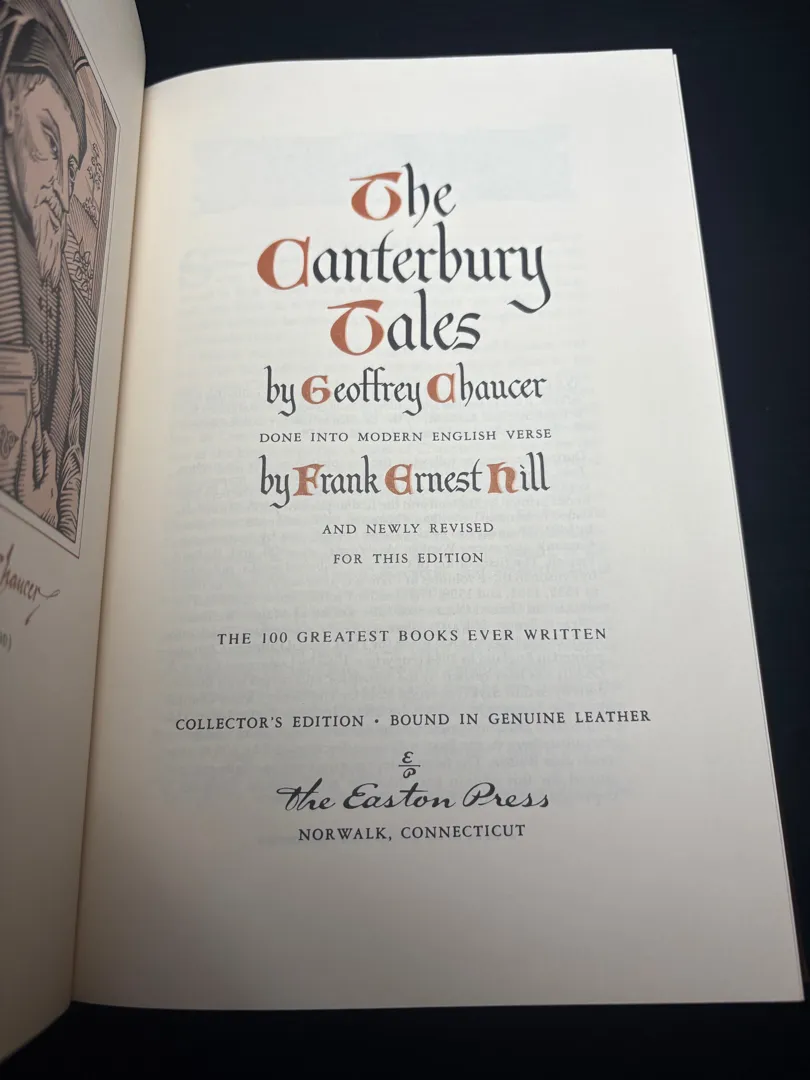 Chaucer
The
Canterbury
Tales
by Geoffrey Chaucer
DONE INTO MODERN ENGLISH VERSE
by Frank Ernest Hill
AND NEWLY REVISED
FOR THIS EDITION
THE 100 GREATEST BOOKS EVER WRITTEN
COLLECTOR'S EDITION • BOUND IN GENUINE LEATHER
E
P
The Easton Press
NORWALK, CONNECTICUT